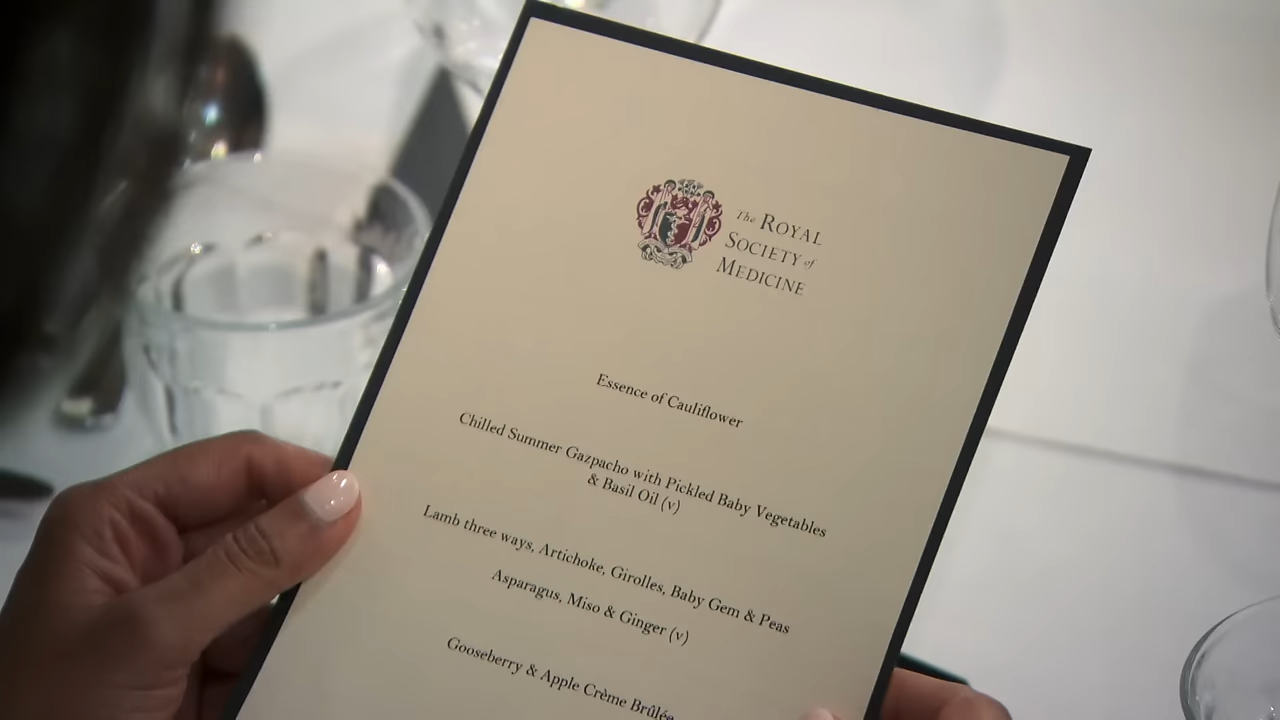 The ROYAL
SOCIETY of
MEDICINE
Essence of Cauliflower
Chilled Summer Gazpacho with Pickled Baby Vegetables
& Basil Oil (v)
Lamb three ways, Artichoke, Girolles, Baby Gem & Peas
Asparagus, Miso & Ginger (v)
Gooseberry & Apple Crème Brûlée